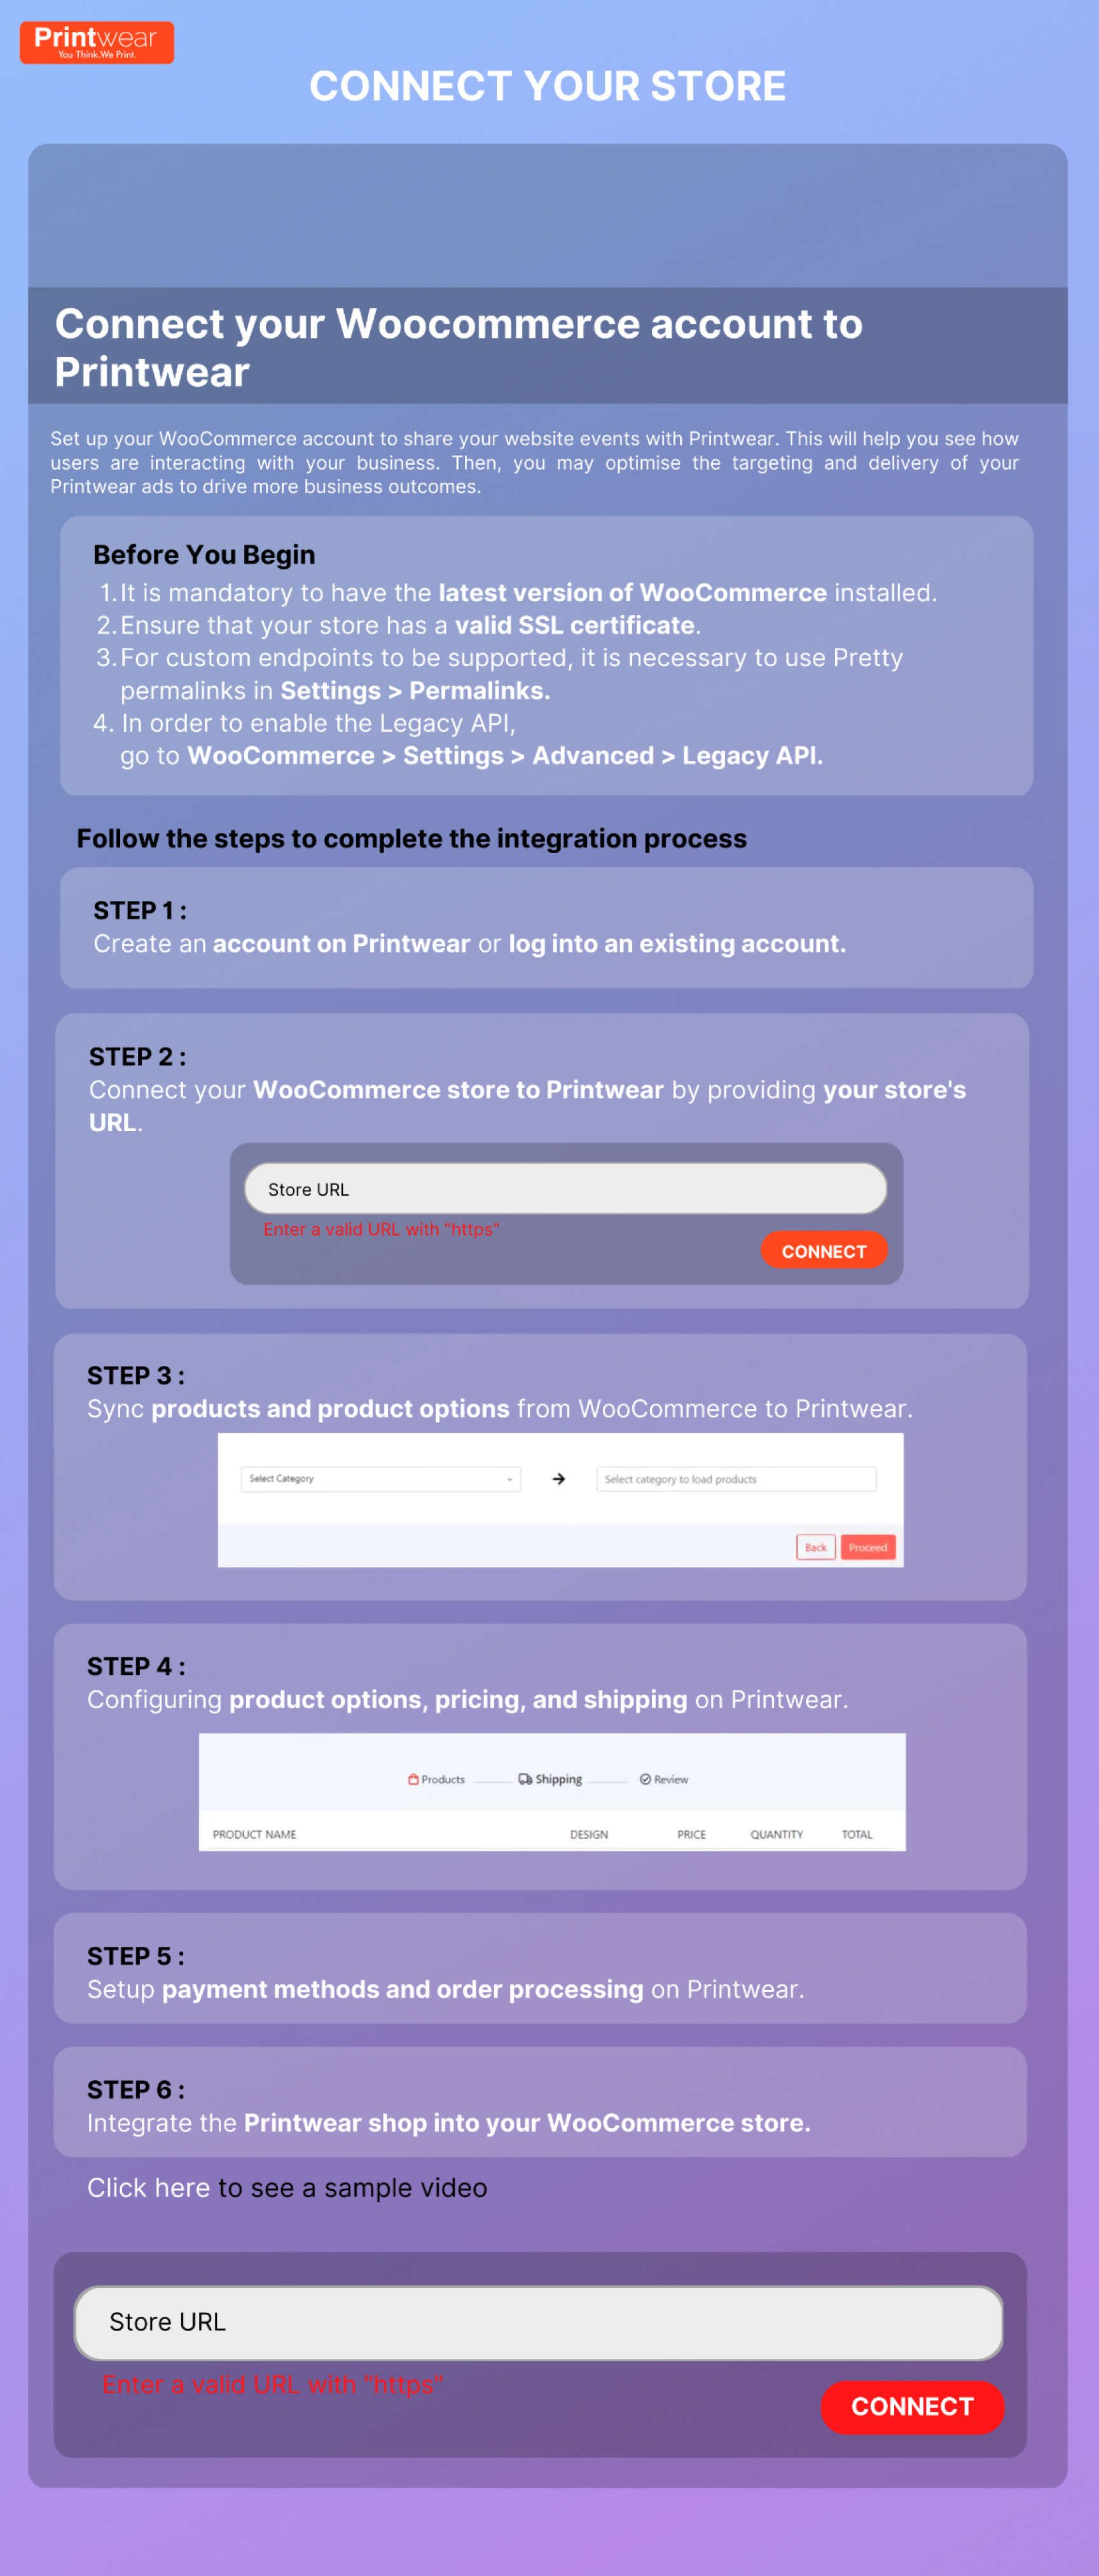 Printwear
You Think.We Print.
CONNECT YOUR STORE
Connect your Woocommerce account to
Printwear
Set up your WooCommerce account to share your website events with Printwear. This will help you see how
users are interacting with your business. Then, you may optimise the targeting and delivery of your
Printwear ads to drive more business outcomes.
Before You Begin
1. It is mandatory to have the latest version of WooCommerce installed.
2. Ensure that your store has a valid SSL certificate.
3. For custom endpoints to be supported, it is necessary to use Pretty
permalinks in Settings > Permalinks.
4. In order to enable the Legacy API,
go to WooCommerce > Settings > Advanced > Legacy API.
Follow the steps to complete the integration process
STEP 1 :
Create an account on Printwear or log into an existing account.
STEP 2 :
Connect your WooCommerce store to Printwear by providing your store's
URL.
Store URL
Enter a valid URL with "https"
CONNECT
STEP 3 :
Sync products and product options from WooCommerce to Printwear.
Select Category
Select category to load products
Back Proceed
STEP 4 :
Configuring product options, pricing, and shipping on Printwear.
Products Shipping Review
PRODUCT NAME DESIGN PRICE QUANTITY TOTAL
STEP 5 :
Setup payment methods and order processing on Printwear.
STEP 6 :
Integrate the Printwear shop into your WooCommerce store.
Click here to see a sample video
Store URL
Enter a valid URL with "https"
CONNECT